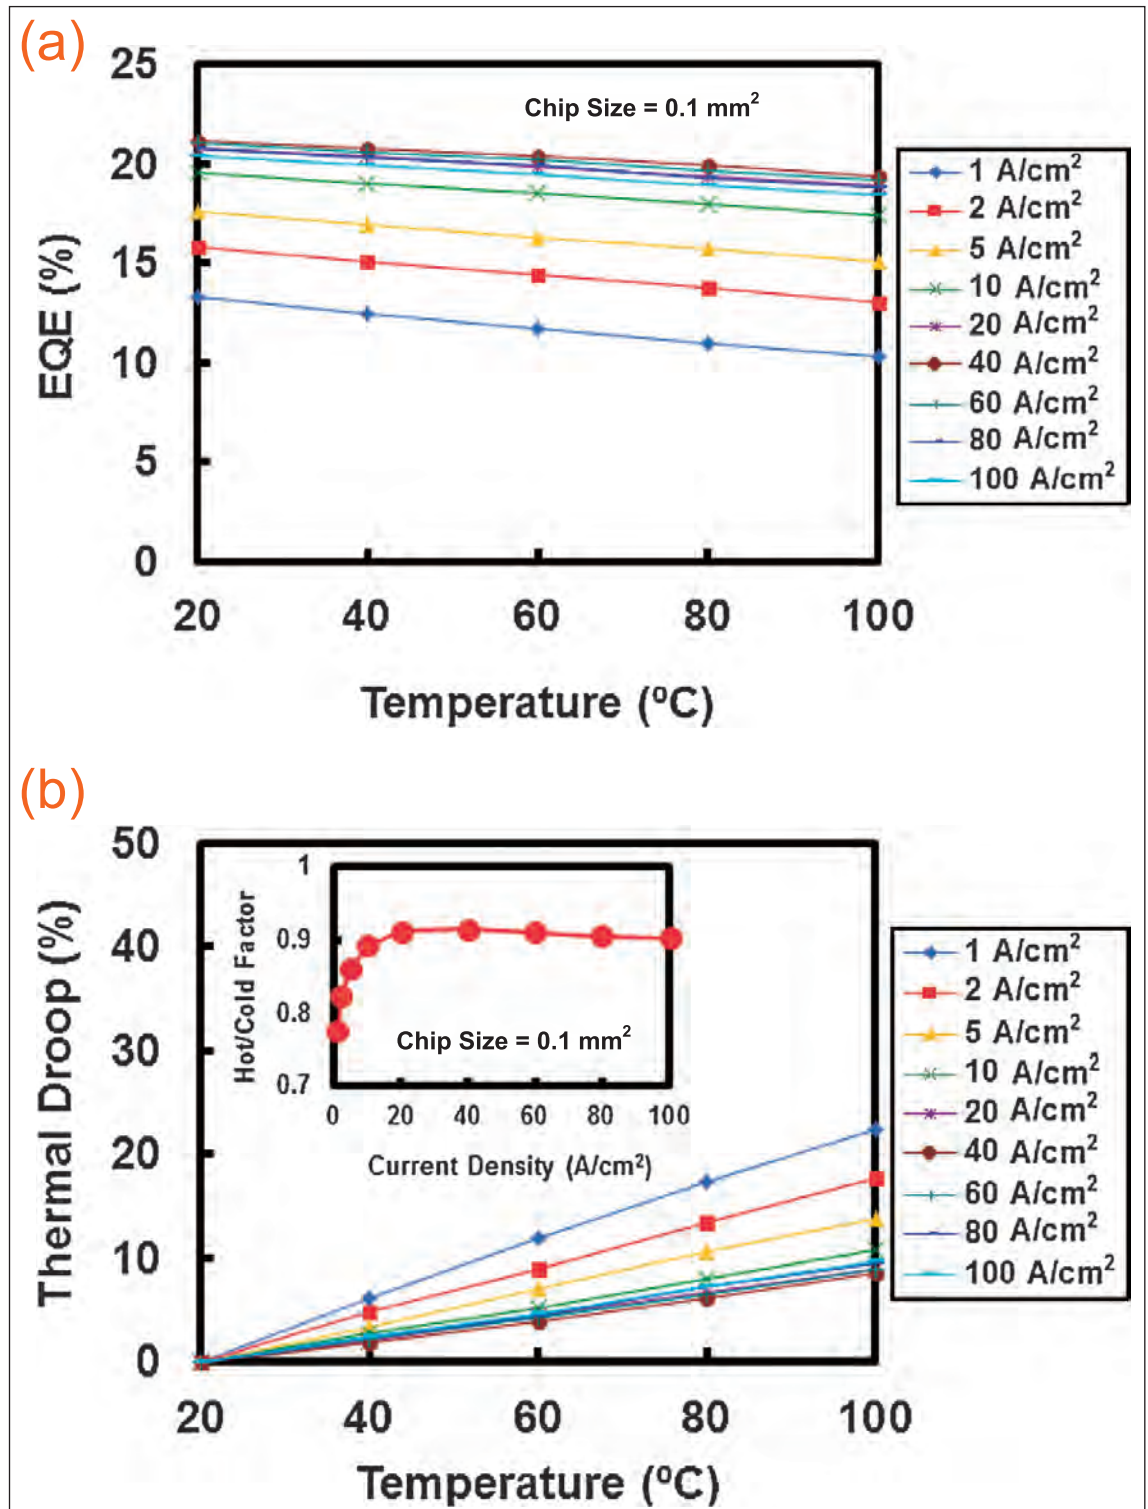 (a)
25
20
15
10
5
0
EQE (%)
Chip Size = 0.1 mm²
1 A/cm²
2 A/cm²
5 A/cm²
10 A/cm²
20 A/cm²
40 A/cm²
60 A/cm²
80 A/cm²
100 A/cm²
20 40 60 80 100
Temperature (ºC)
(b)
50
40
30
20
10
0
Thermal Droop (%)
1
0.9
0.8
0.7
Hot/Cold Factor
Chip Size = 0.1 mm²
0 20 40 60 80 100
Current Density (A/cm²)
1 A/cm²
2 A/cm²
5 A/cm²
10 A/cm²
20 A/cm²
40 A/cm²
60 A/cm²
80 A/cm²
100 A/cm²
20 40 60 80 100
Temperature (ºC)